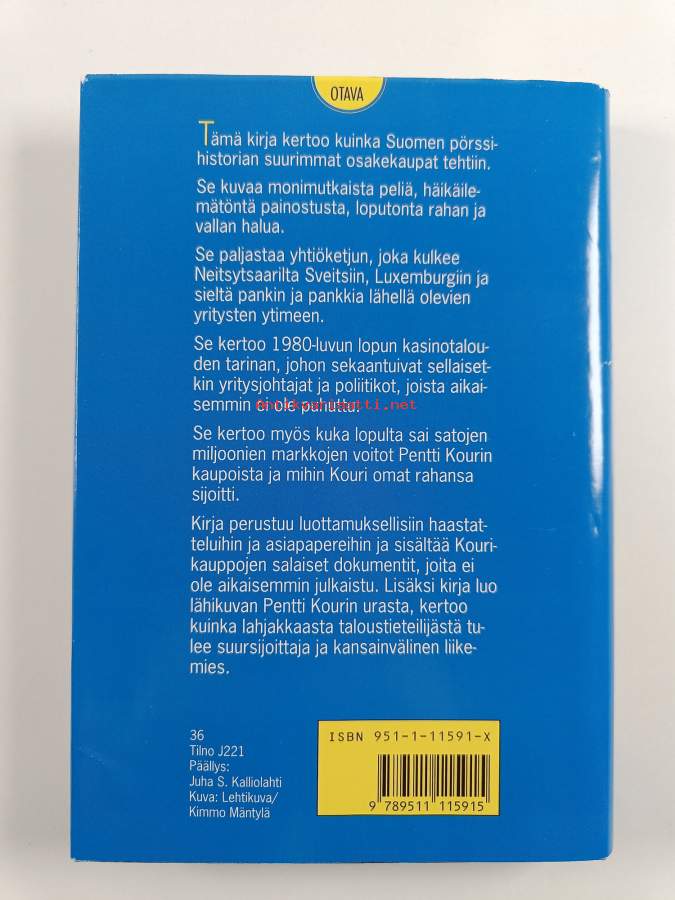 OTAVA
Tämä kirja kertoo kuinka Suomen pörssi-
historian suurimmat osakekaupat tehtiin.
Se kuvaa monimutkaista peliä, häikäile-
mätöntä painostusta, loputonta rahan ja
vallan halua.
Se paljastaa yhtiöketjun, joka kulkee
Neitsytsaarilta Sveitsiin, Luxemburgiin ja
sieltä pankin ja pankkia lähellä olevien
yritysten ytimeen.
Se kertoo 1980-luvun lopun kasinotalou-
den tarinan, johon sekaantuivat sellaiset-
kin yritysjohtajat ja poliitikot, joista aikai-
semmin ei ole puhuttu.
antikvariaatti.net
Se kertoo myös kuka lopulta sai satojen
miljoonien markkojen voitot Pentti Kourin
kaupoista ja mihin Kouri omat rahansa
sijoitti.
Kirja perustuu luottamuksellisiin haastat-
teluihin ja asiapapereihin ja sisältää Kouri-
kauppojen salaiset dokumentit, joita ei
ole aikaisemmin julkaistu. Lisäksi kirja luo
lähikuvan Pentti Kourin urasta, kertoo
kuinka lahjakkaasta taloustieteilijästä tu-
lee suursijoittaja ja kansainvälinen liike-
mies.
36
Tilno J221
Päällys:
Juha S. Kalliolahti
Kuva: Lehtikuva/
Kimmo Mäntylä
ISBN 951-1-11591-X
9 789511 115915